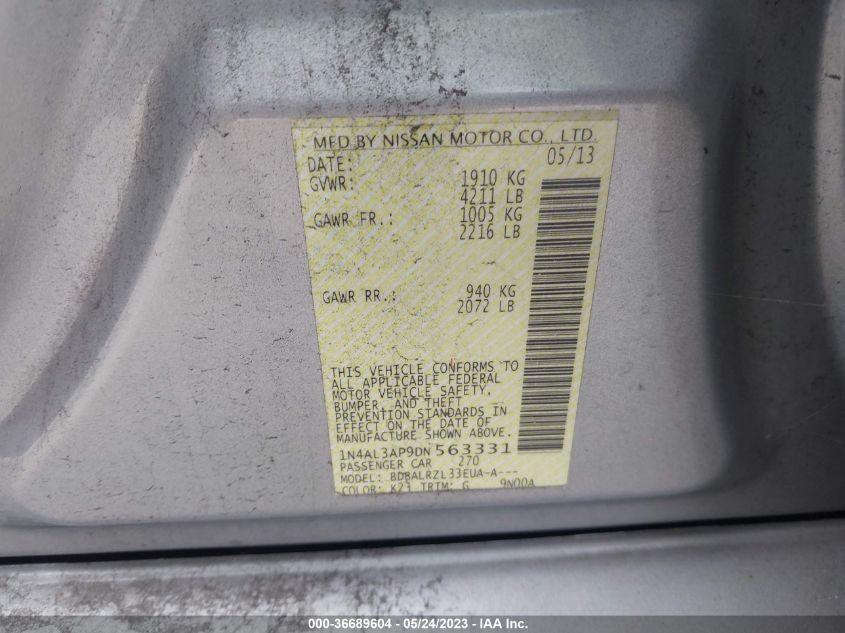 MFD BY NISSAN MOTOR CO., LTD.
DATE: 05/13
GVWR: 1910 KG
4211 LB
GAWR FR.: 1005 KG
2216 LB
GAWR RR.: 940 KG
2072 LB
THIS VEHICLE CONFORMS TO
ALL APPLICABLE FEDERAL
MOTOR VEHICLE SAFETY,
BUMPER, AND THEFT
PREVENTION STANDARDS IN
EFFECT ON THE DATE OF
MANUFACTURE SHOWN ABOVE.
1N4AL3AP9DN 563331
PASSENGER CAR 270
MODEL: BDBALRZL33EUA-A---
COLOR: K23 TRIM: G 9N00A
000-36689604 - 05/24/2023 - IAA Inc.